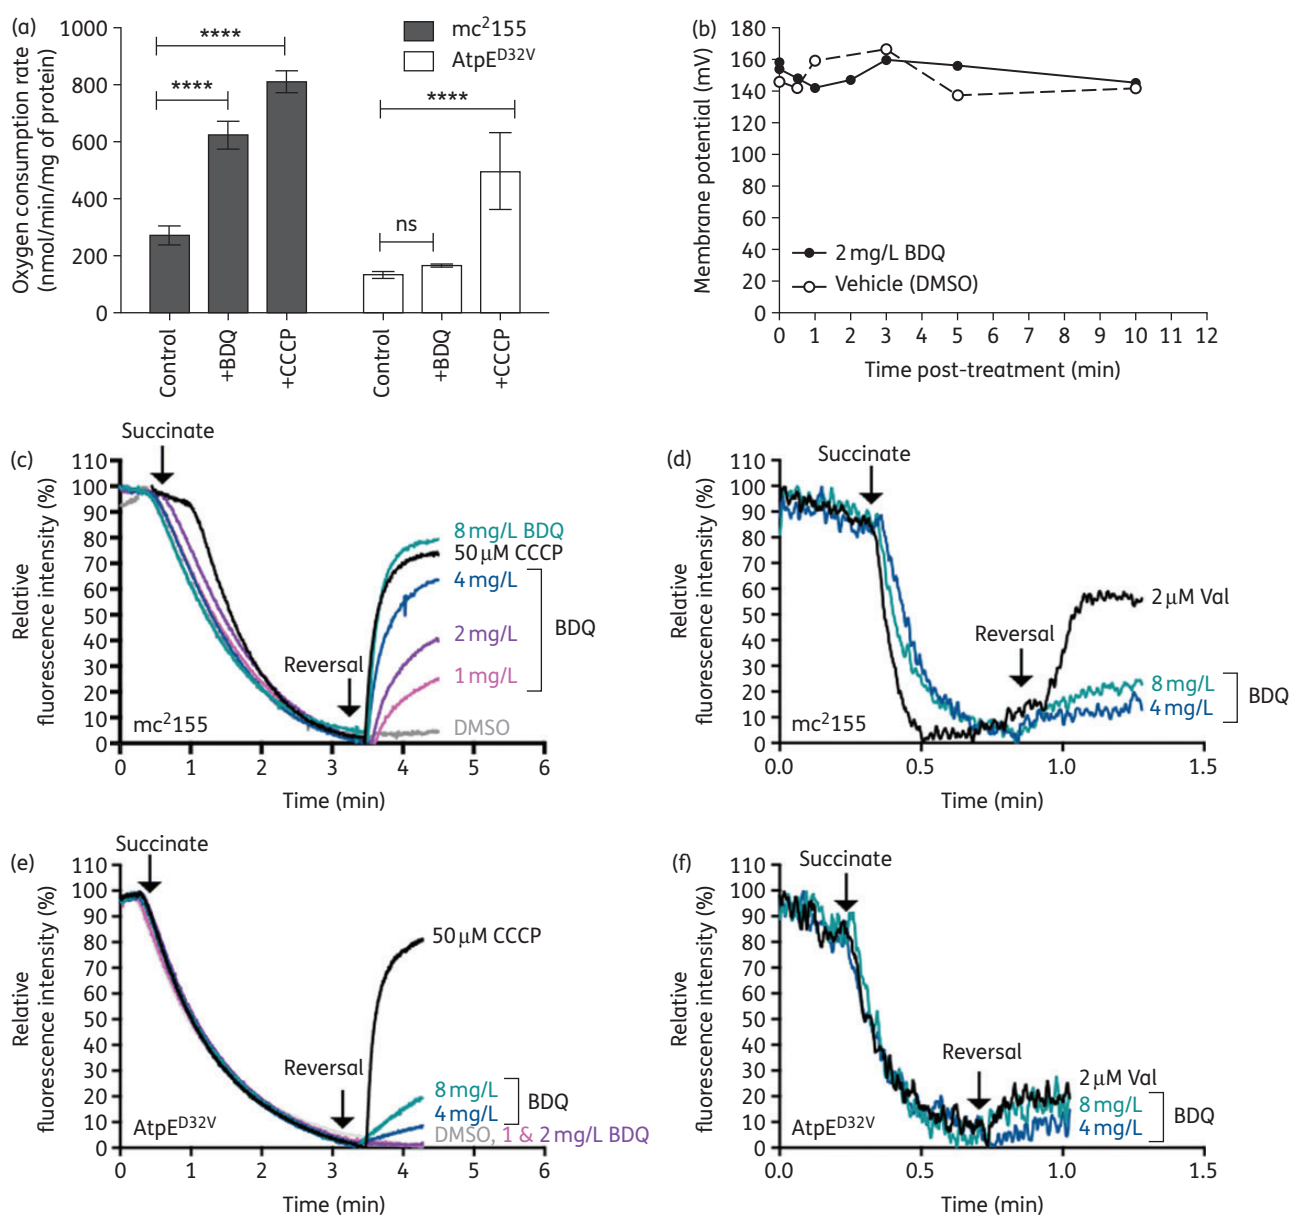 (a)
Oxygen consumption rate
(nmol/min/mg of protein)
1000
800
600
400
200
0
****
****
****
ns
mc²155
AtpE^D32V
Control
+BDQ
+CCCP
Control
+BDQ
+CCCP
(b)
Membrane potential (mV)
180
160
140
120
100
80
60
40
20
0
2 mg/L BDQ
Vehicle (DMSO)
0 1 2 3 4 5 6 7 8 9 10 11 12
Time post-treatment (min)
(c)
Succinate
Relative
fluorescence intensity (%)
110
100
90
80
70
60
50
40
30
20
10
0
8 mg/L BDQ
50 µM CCCP
4 mg/L
2 mg/L
1 mg/L
BDQ
DMSO
Reversal
mc²155
0 1 2 3 4 5 6
Time (min)
(d)
Succinate
Relative
fluorescence intensity (%)
110
100
90
80
70
60
50
40
30
20
10
0
2 µM Val
Reversal
8 mg/L
4 mg/L
BDQ
mc²155
0.0 0.5 1.0 1.5
Time (min)
(e)
Succinate
Relative
fluorescence intensity (%)
110
100
90
80
70
60
50
40
30
20
10
0
50 µM CCCP
Reversal
8 mg/L
4 mg/L
BDQ
DMSO, 1 & 2 mg/L BDQ
AtpE^D32V
0 1 2 3 4 5 6
Time (min)
(f)
Succinate
Relative
fluorescence intensity (%)
110
100
90
80
70
60
50
40
30
20
10
0
Reversal
2 µM Val
8 mg/L
4 mg/L
BDQ
AtpE^D32V
0.0 0.5 1.0 1.5
Time (min)